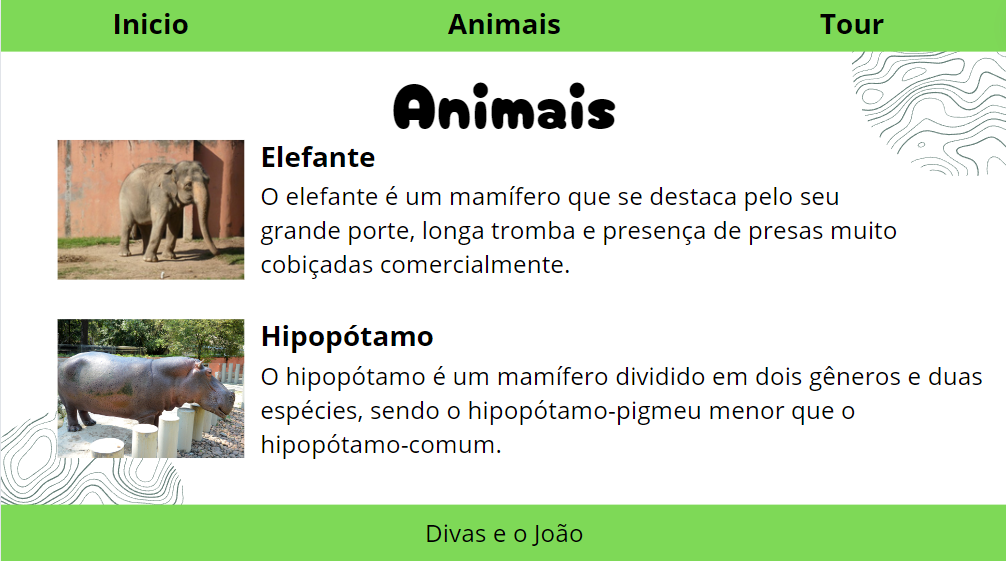 Inicio Animais Tour
Animais
Elefante
O elefante é um mamífero que se destaca pelo seu
grande porte, longa tromba e presença de presas muito
cobiçadas comercialmente.
Hipopótamo
O hipopótamo é um mamífero dividido em dois gêneros e duas
espécies, sendo o hipopótamo-pigmeu menor que o
hipopótamo-comum.
Divas e o João